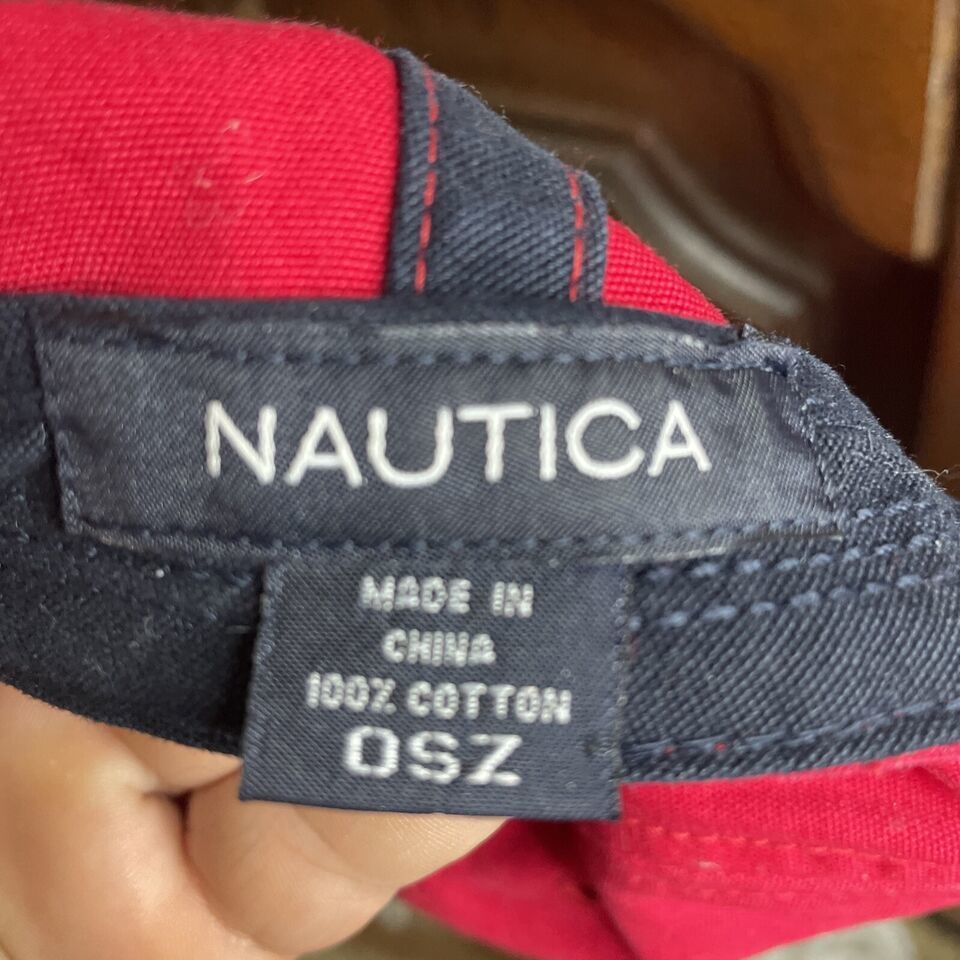 NAUTICA
MADE IN
CHINA
100% COTTON
OSZ